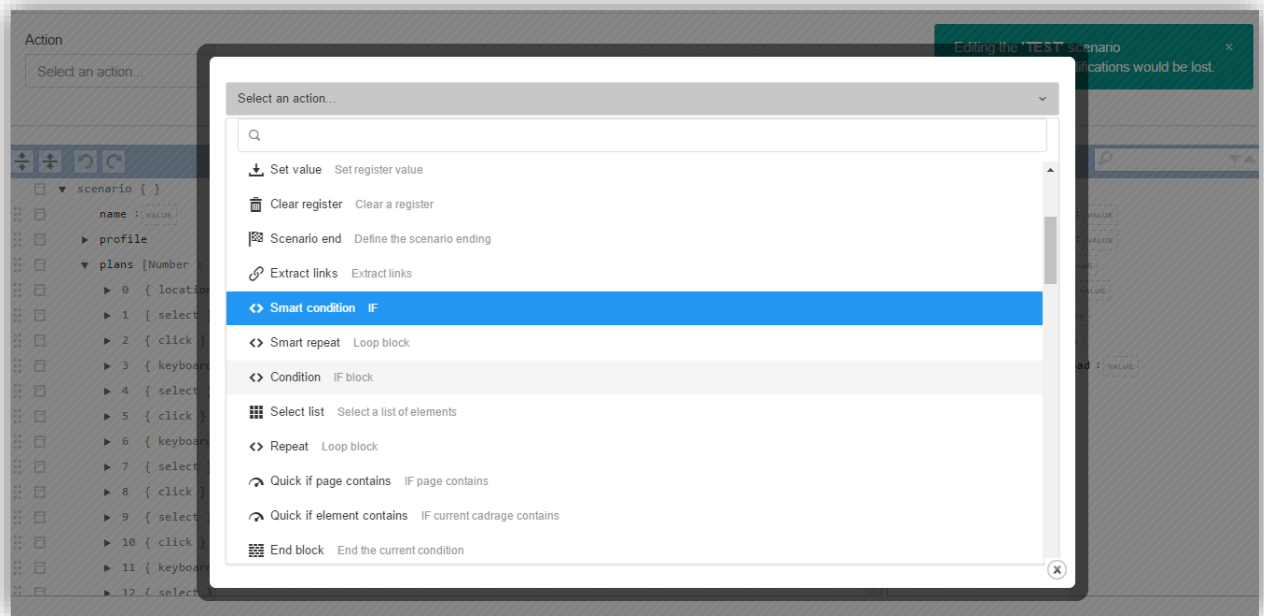 Action
Select an action...
Editing the 'TEST' scenario ×
ifications would be lost.
Select an action...
Set value Set register value
Clear register Clear a register
Scenario end Define the scenario ending
Extract links Extract links
Smart condition IF
Smart repeat Loop block
Condition IF block
Select list Select a list of elements
Repeat Loop block
Quick if page contains IF page contains
Quick if element contains IF current cadrage contains
End block End the current condition
x
scenario { }
name : VALUE
profile
plans [Number :
0 { location
1 { select }
2 { click }
3 { keyboard
4 { select }
5 { click }
6 { keyboard
7 { select }
8 { click }
9 { select }
10 { click }
11 { keyboard
12 { select }
: VALUE
: VALUE
VALUE
ad : VALUE